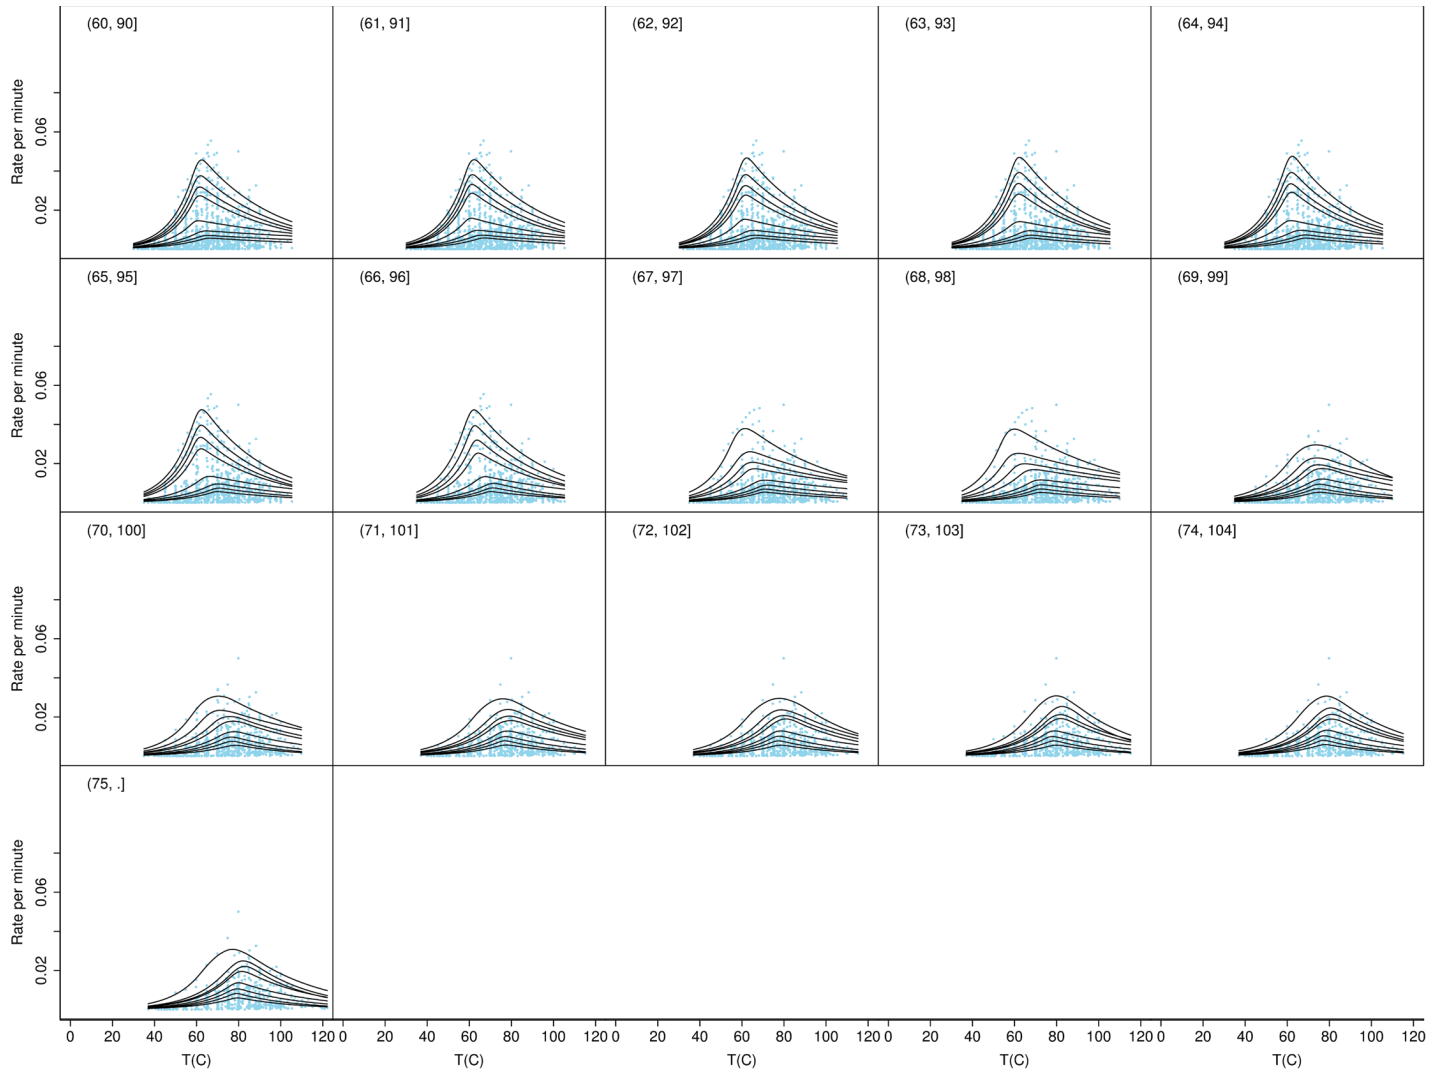 (60, 90] (61, 91] (62, 92] (63, 93] (64, 94]
Rate per minute
0.06
0.02
(65, 95] (66, 96] (67, 97] (68, 98] (69, 99]
Rate per minute
0.06
0.02
(70, 100] (71, 101] (72, 102] (73, 103] (74, 104]
Rate per minute
0.06
0.02
(75, .]
Rate per minute
0.06
0.02
0 20 40 60 80 100 120 0 20 40 60 80 100 120 0 20 40 60 80 100 120 0 20 40 60 80 100 120 0 20 40 60 80 100 120
T(C) T(C) T(C) T(C) T(C)